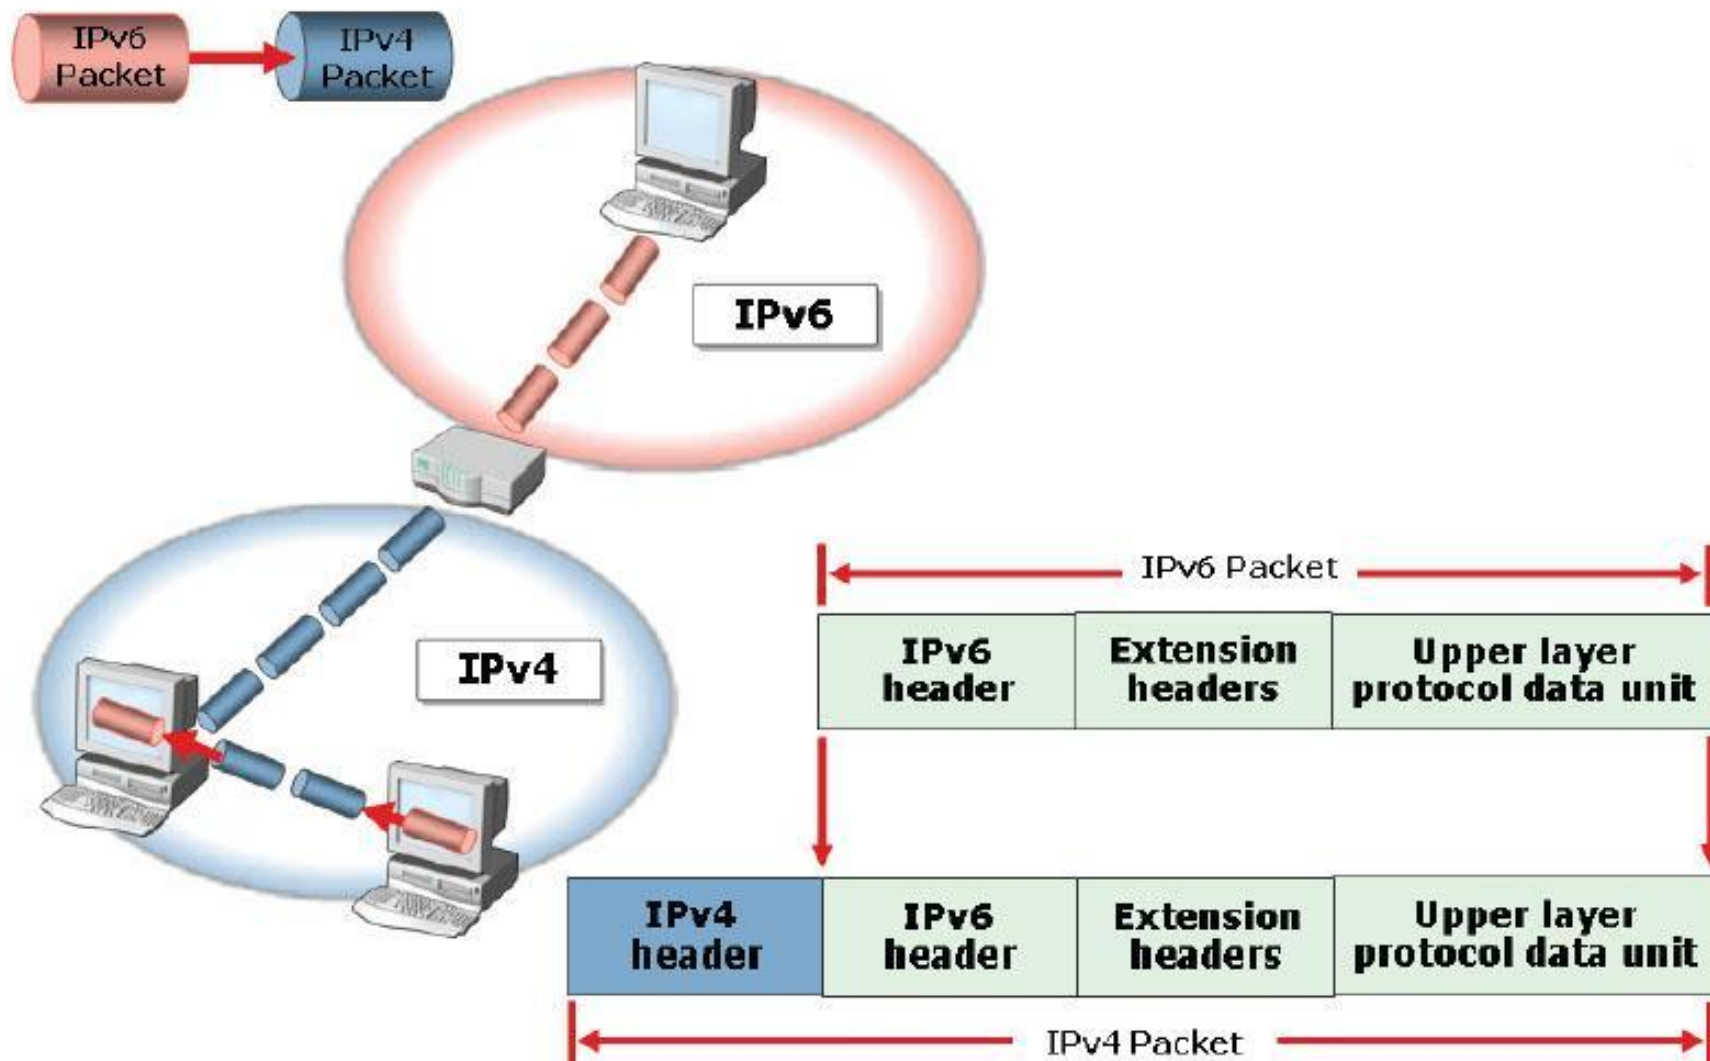 IPv6
Packet
IPv4
Packet
IPv6
IPv4
IPv6 Packet
IPv6
header
Extension
headers
Upper layer
protocol data unit
IPv4
header
IPv6
header
Extension
headers
Upper layer
protocol data unit
IPv4 Packet